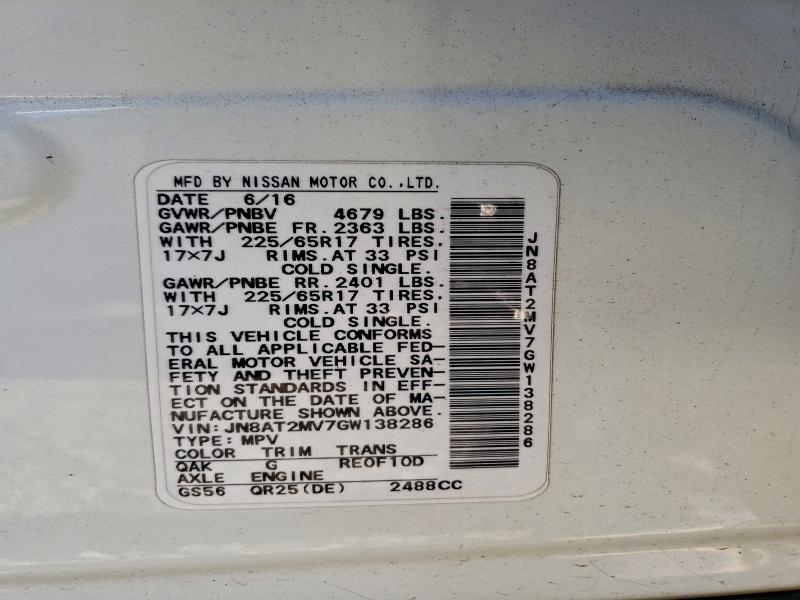 MFD BY NISSAN MOTOR CO.,LTD.
DATE 6/16
GVWR/PNBV 4679 LBS.
GAWR/PNBE FR. 2363 LBS.
WITH 225/65R17 TIRES.
17×7J RIMS.AT 33 PSI
COLD SINGLE.
GAWR/PNBE RR. 2401 LBS.
WITH 225/65R17 TIRES.
17×7J RIMS.AT 33 PSI
COLD SINGLE.
THIS VEHICLE CONFORMS
TO ALL APPLICABLE FED-
ERAL MOTOR VEHICLE SA-
FETY AND THEFT PREVEN-
TION STANDARDS IN EFF-
ECT ON THE DATE OF MA-
NUFACTURE SHOWN ABOVE.
VIN: JN8AT2MV7GW138286
TYPE: MPV
COLOR TRIM TRANS
QAK G RE0F10D
AXLE ENGINE
GS56 QR25(DE) 2488CC
JN8AT2MV7GW138286